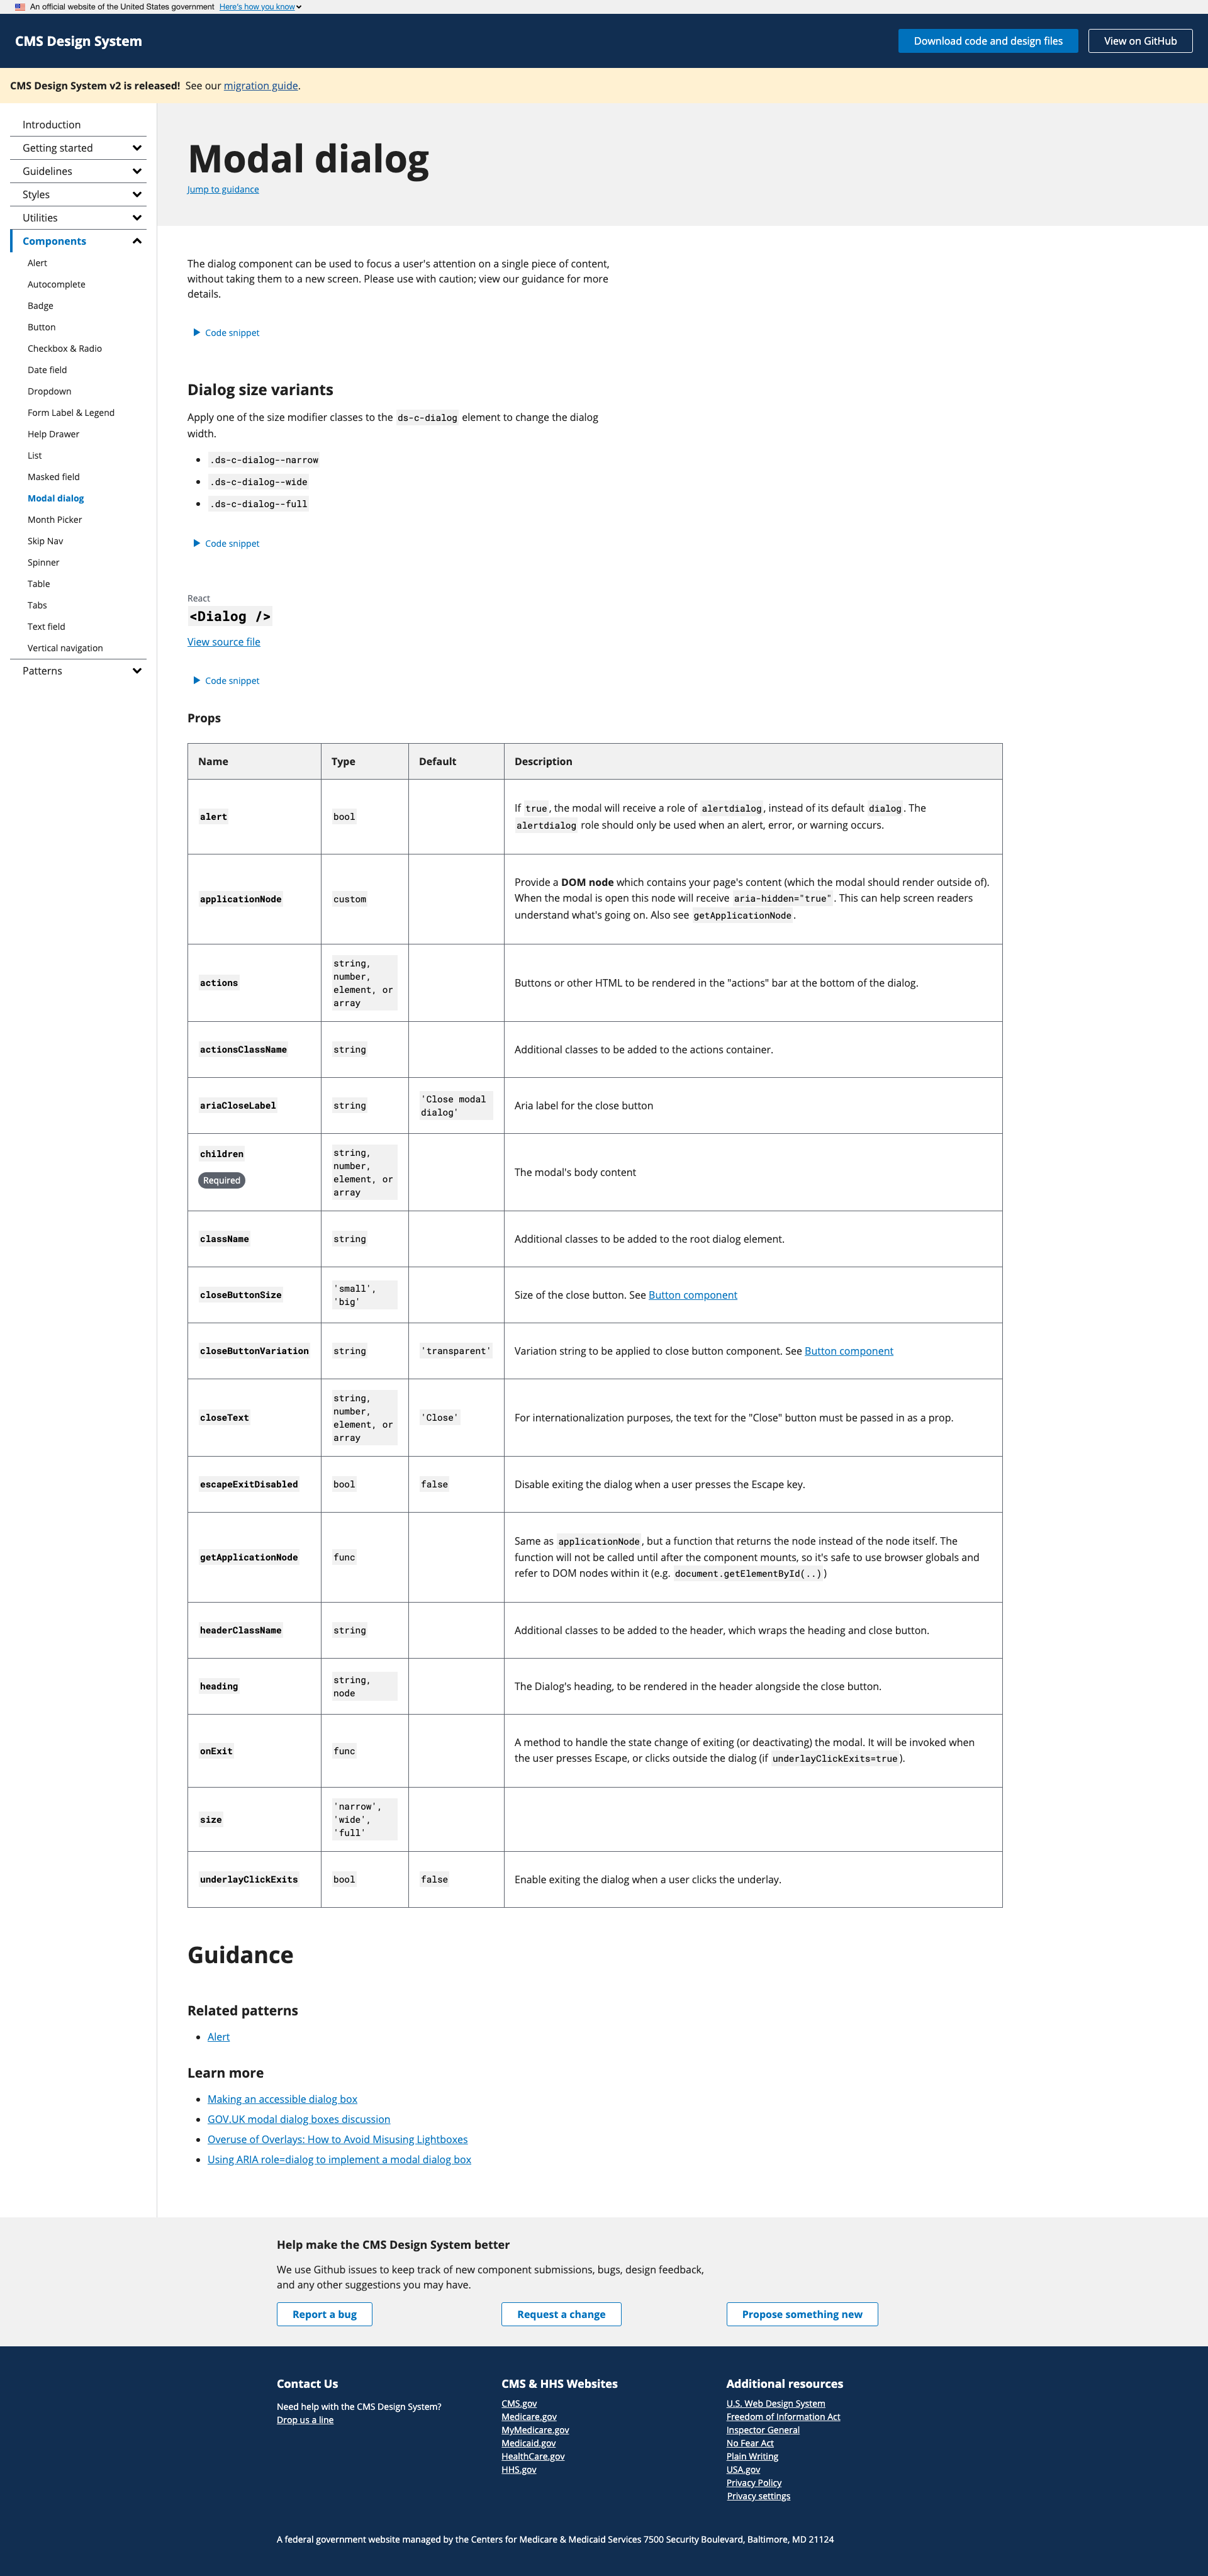 An official website of the United States government Here's how you know
CMS Design System
Download code and design files
View on GitHub
CMS Design System v2 is released! See our migration guide.
Introduction
Getting started
Guidelines
Styles
Utilities
Components
Alert
Autocomplete
Badge
Button
Checkbox & Radio
Date field
Dropdown
Form Label & Legend
Help Drawer
List
Masked field
Modal dialog
Month Picker
Skip Nav
Spinner
Table
Tabs
Text field
Vertical navigation
Patterns
Modal dialog
Jump to guidance
The dialog component can be used to focus a user's attention on a single piece of content,
without taking them to a new screen. Please use with caution; view our guidance for more
details.
Code snippet
Dialog size variants
Apply one of the size modifier classes to the ds-c-dialog element to change the dialog
width.
.ds-c-dialog--narrow
.ds-c-dialog--wide
.ds-c-dialog--full
Code snippet
React
<Dialog />
View source file
Code snippet
Props
Name Type Default Description
alert bool If true, the modal will receive a role of alertdialog, instead of its default dialog. The
alertdialog role should only be used when an alert, error, or warning occurs.
applicationNode custom Provide a DOM node which contains your page's content (which the modal should render outside of).
When the modal is open this node will receive aria-hidden="true". This can help screen readers
understand what's going on. Also see getApplicationNode.
actions string,
number,
element, or
array
Buttons or other HTML to be rendered in the "actions" bar at the bottom of the dialog.
actionsClassName string Additional classes to be added to the actions container.
ariaCloseLabel string 'Close modal
dialog'
Aria label for the close button
children
Required
string,
number,
element, or
array
The modal's body content
className string Additional classes to be added to the root dialog element.
closeButtonSize 'small',
'big'
Size of the close button. See Button component
closeButtonVariation string 'transparent' Variation string to be applied to close button component. See Button component
closeText string,
number,
element, or
array
'Close' For internationalization purposes, the text for the "Close" button must be passed in as a prop.
escapeExitDisabled bool false Disable exiting the dialog when a user presses the Escape key.
getApplicationNode func Same as applicationNode, but a function that returns the node instead of the node itself. The
function will not be called until after the component mounts, so it's safe to use browser globals and
refer to DOM nodes within it (e.g. document.getElementById(..))
headerClassName string Additional classes to be added to the header, which wraps the heading and close button.
heading string,
node
The Dialog's heading, to be rendered in the header alongside the close button.
onExit func A method to handle the state change of exiting (or deactivating) the modal. It will be invoked when
the user presses Escape, or clicks outside the dialog (if underlayClickExits=true).
size 'narrow',
'wide',
'full'
underlayClickExits bool false Enable exiting the dialog when a user clicks the underlay.
Guidance
Related patterns
Alert
Learn more
Making an accessible dialog box
GOV.UK modal dialog boxes discussion
Overuse of Overlays: How to Avoid Misusing Lightboxes
Using ARIA role=dialog to implement a modal dialog box
Help make the CMS Design System better
We use Github issues to keep track of new component submissions, bugs, design feedback,
and any other suggestions you may have.
Report a bug
Request a change
Propose something new
Contact Us
Need help with the CMS Design System?
Drop us a line
CMS & HHS Websites
CMS.gov
Medicare.gov
MyMedicare.gov
Medicaid.gov
HealthCare.gov
HHS.gov
Additional resources
U.S. Web Design System
Freedom of Information Act
Inspector General
No Fear Act
Plain Writing
USA.gov
Privacy Policy
Privacy settings
A federal government website managed by the Centers for Medicare & Medicaid Services 7500 Security Boulevard, Baltimore, MD 21124